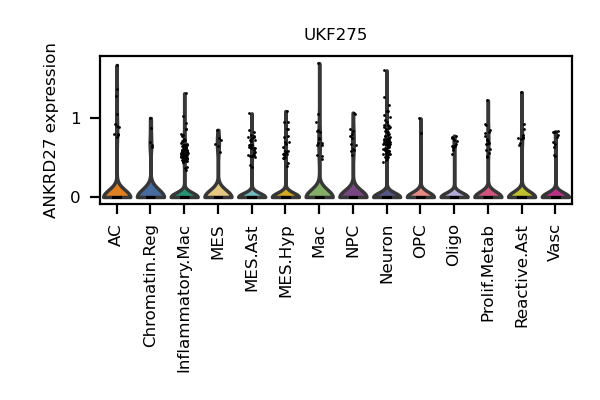 UKF275
ANKRD27 expression
1
0
AC
Chromatin.Reg
Inflammatory.Mac
MES
MES.Ast
MES.Hyp
Mac
NPC
Neuron
OPC
Oligo
Prolif.Metab
Reactive.Ast
Vasc